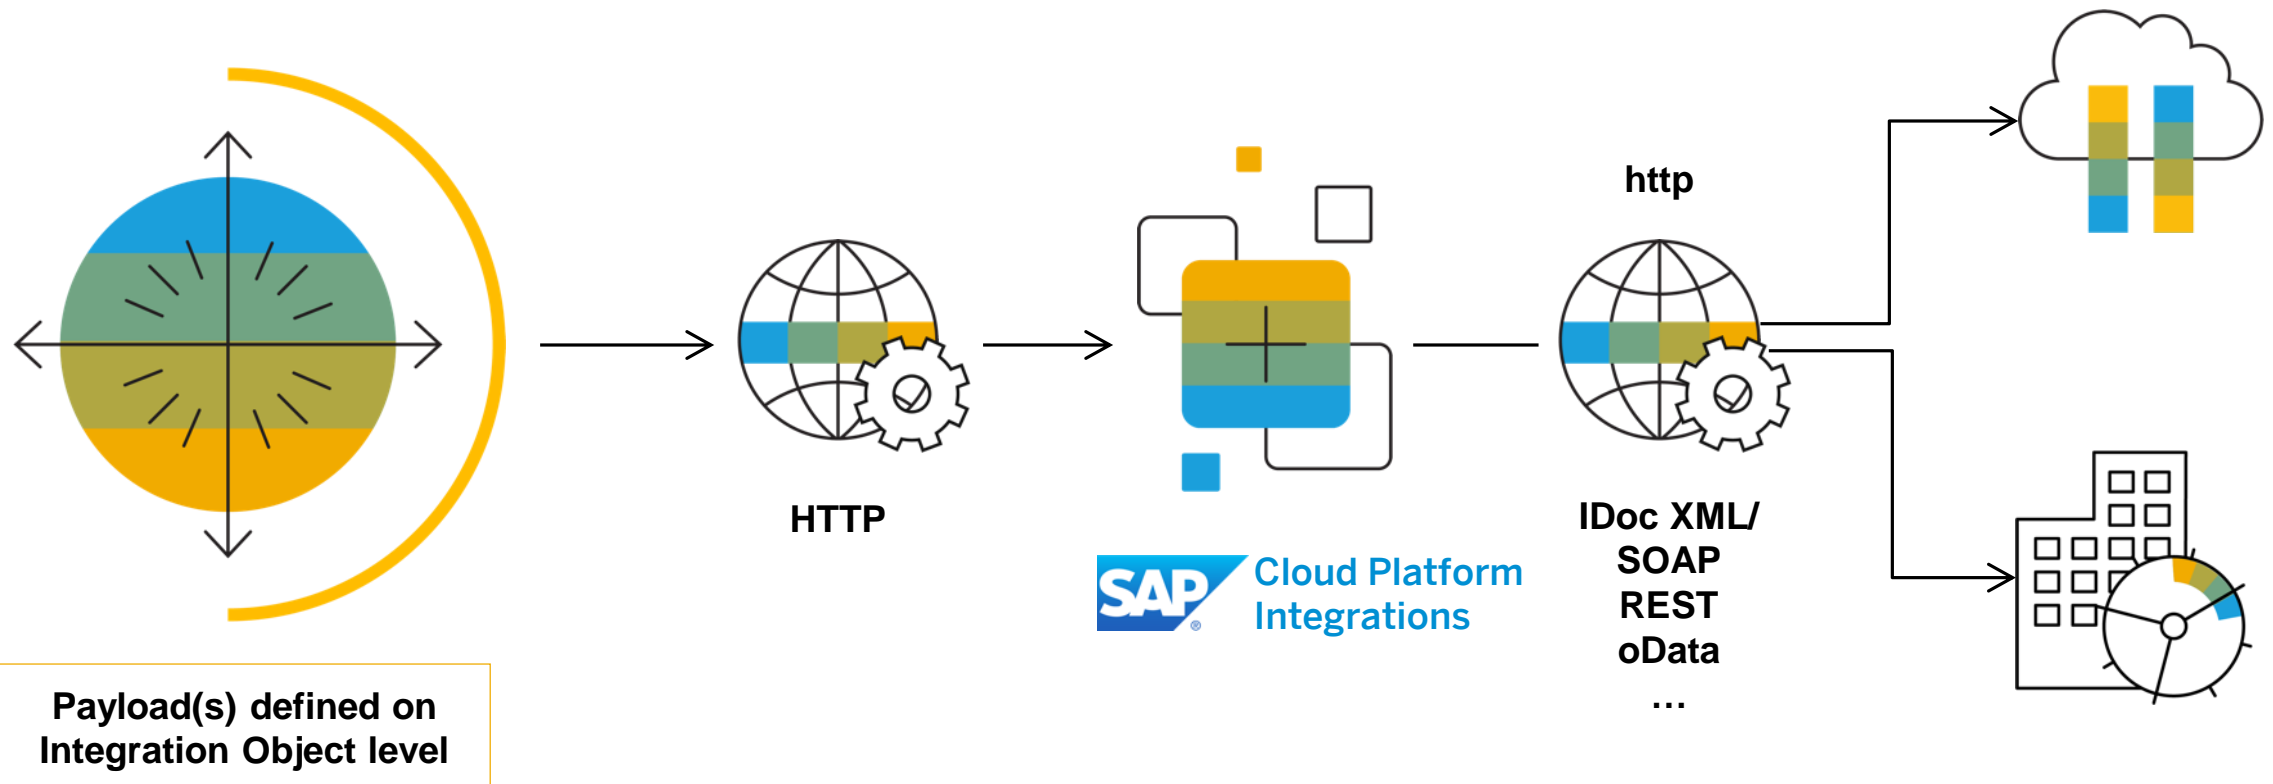 http
HTTP
SAP®
Cloud Platform
Integrations
IDoc XML/
SOAP
REST
oData
...
Payload(s) defined on
Integration Object level